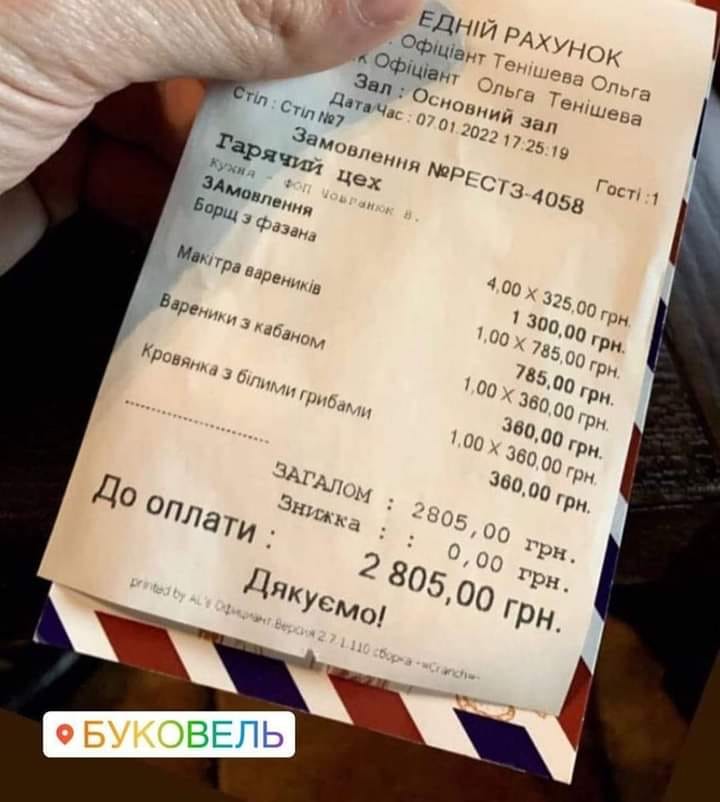 ЕДНІЙ РАХУНОК
Офіціант Тенішева Ольга
к Офіціант Ольга Тенішева
Зал : Основний зал
Дата/Час : 07.01.2022 17:25:19
Стіл : Стіл №7
Гості :1
Замовлення №РЕСТЗ-4058
Гарячий цех
Кухня - ФОП Човганюк В.
ЗАМовлення
Борщ з фазана
4,00 X 325,00 грн.
1 300,00 грн.
Макітра вареників
1,00 X 785,00 грн.
785,00 грн.
Вареники з кабаном
1,00 X 360,00 грн.
360,00 грн.
Кровянка з білими грибами
1,00 X 360,00 грн.
360,00 грн.
ЗАГАЛОМ : 2805,00 грн.
Знижка : : 0,00 грн.
До оплати : 2 805,00 грн.
Дякуємо!
printed by AL's Официант.Версия 2.7.1.110 сборка -«Cranch»-
БУКОВЕЛЬ